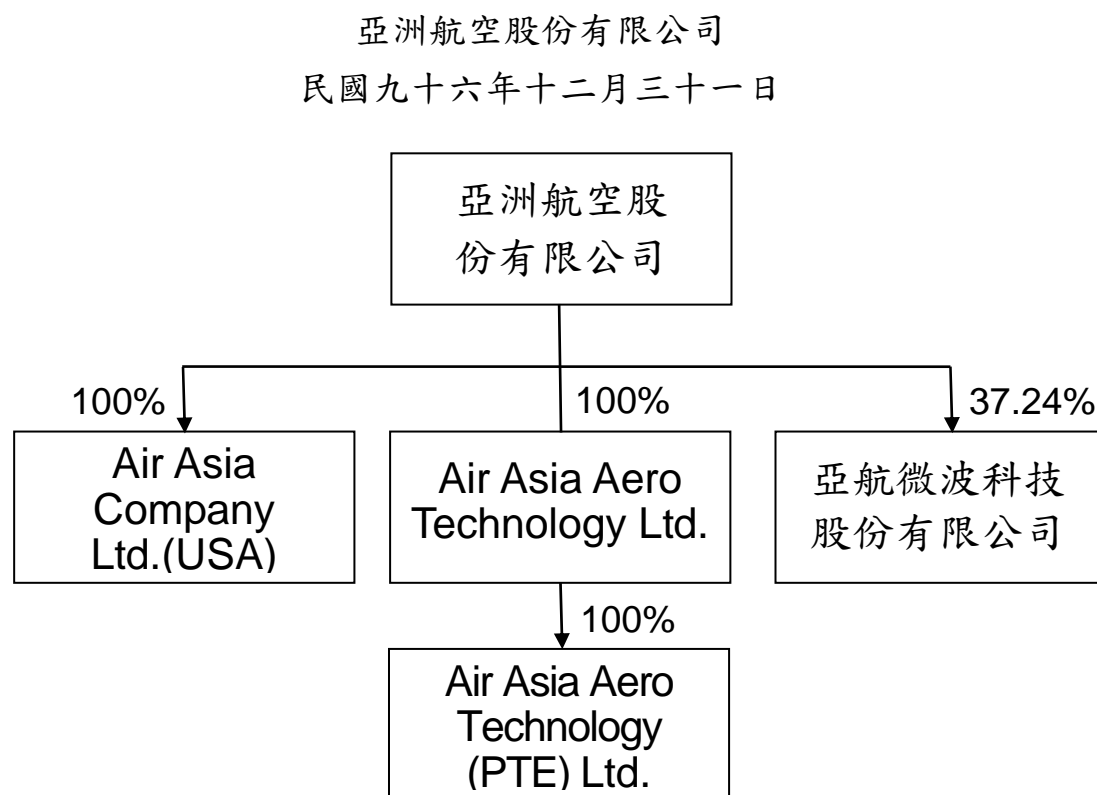 亞洲航空股份有限公司
民國九十六年十二月三十一日
亞洲航空股
份有限公司
100%
100%
37.24%
Air Asia
Company
Ltd.(USA)
Air Asia Aero
Technology Ltd.
亞航微波科技
股份有限公司
100%
Air Asia Aero
Technology
(PTE) Ltd.